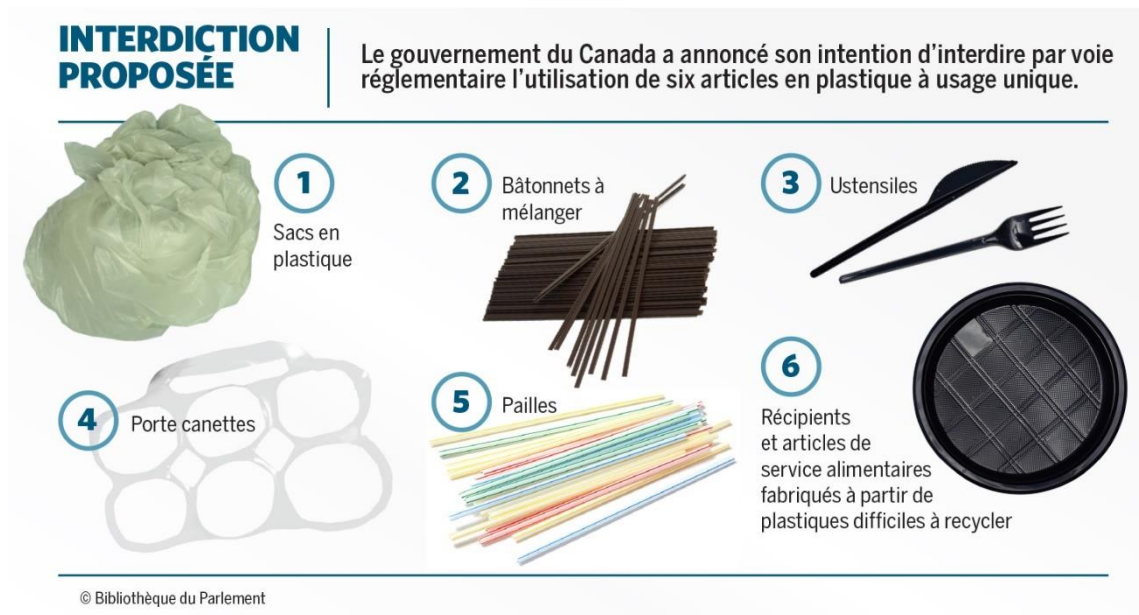 INTERDICTION
PROPOSÉE
Le gouvernement du Canada a annoncé son intention d’interdire par voie
réglementaire l’utilisation de six articles en plastique à usage unique.
1
Sacs en
plastique
2
Bâtonnets à
mélanger
3
Ustensiles
4
Porte canettes
5
Pailles
6
Récipients
et articles de
service alimentaires
fabriqués à partir de
plastiques difficiles à recycler
© Bibliothèque du Parlement